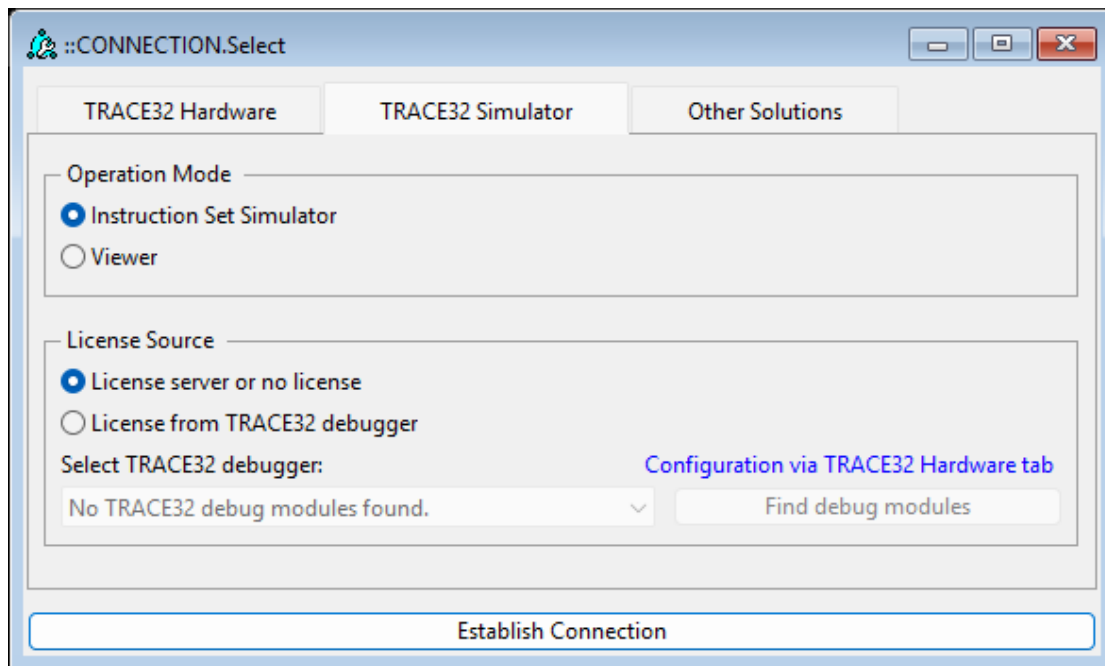 ::CONNECTION.Select
TRACE32 Hardware TRACE32 Simulator Other Solutions
Operation Mode
Instruction Set Simulator
Viewer
License Source
License server or no license
License from TRACE32 debugger
Select TRACE32 debugger: Configuration via TRACE32 Hardware tab
No TRACE32 debug modules found. Find debug modules
Establish Connection